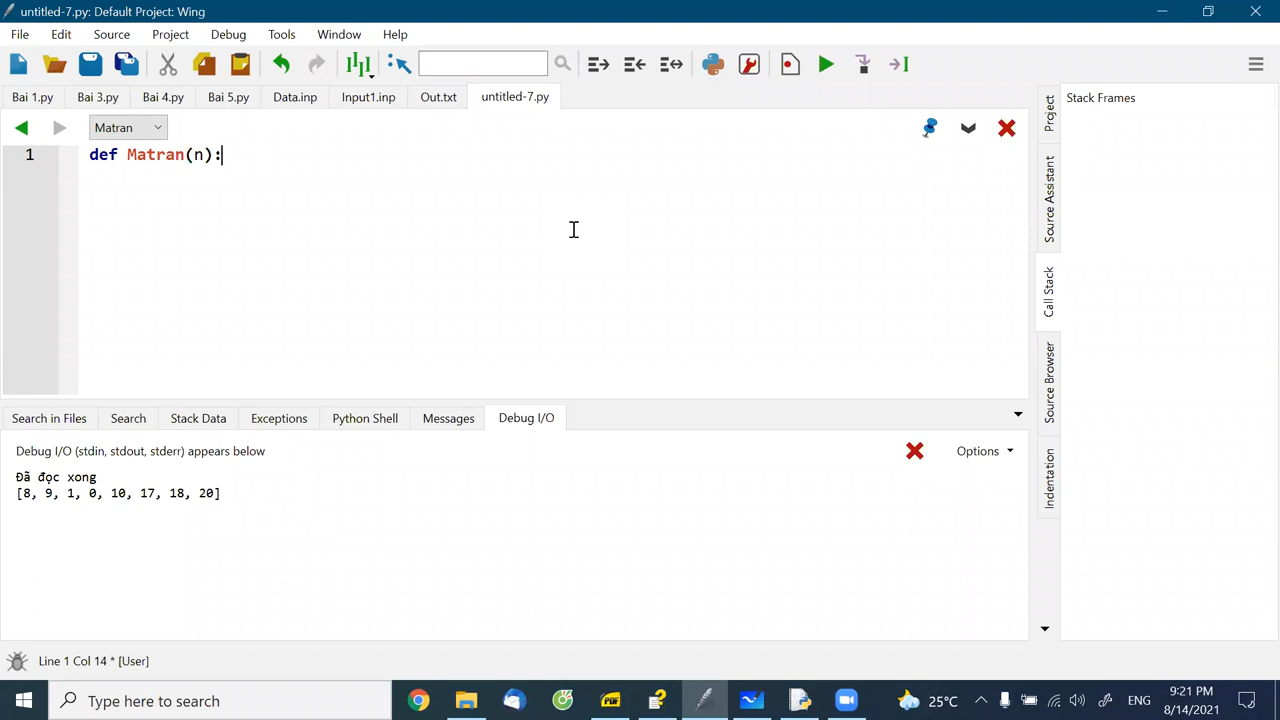 untitled-7.py: Default Project: Wing
File Edit Source Project Debug Tools Window Help
Bai 1.py Bai 3.py Bai 4.py Bai 5.py Data.inp Input1.inp Out.txt untitled-7.py
Matran
1 def Matran(n):
Stack Frames
Project
Source Assistant
Call Stack
Source Browser
Indentation
Search in Files Search Stack Data Exceptions Python Shell Messages Debug I/O
Debug I/O (stdin, stdout, stderr) appears below
Options
Đã đọc xong
[8, 9, 1, 0, 10, 17, 18, 20]
Line 1 Col 14 * [User]
Type here to search
PDF
25°C
ENG
9:21 PM
8/14/2021